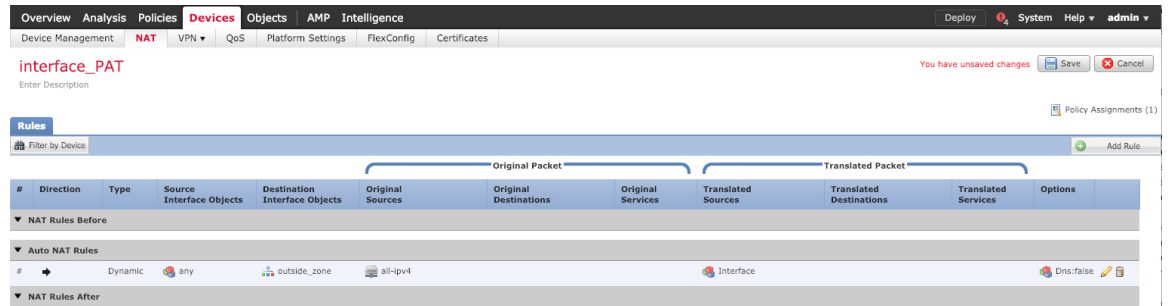 Overview Analysis Policies Devices Objects AMP Intelligence Deploy 4 System Help admin
Device Management NAT VPN QoS Platform Settings FlexConfig Certificates
interface_PAT You have unsaved changes Save Cancel
Enter Description
Policy Assignments (1)
Rules
Filter by Device Add Rule
Original Packet Translated Packet
# Direction Type Source Interface Objects Destination Interface Objects Original Sources Original Destinations Original Services Translated Sources Translated Destinations Translated Services Options
NAT Rules Before
Auto NAT Rules
# Dynamic any outside_zone all-ipv4 Interface Dns:false
NAT Rules After